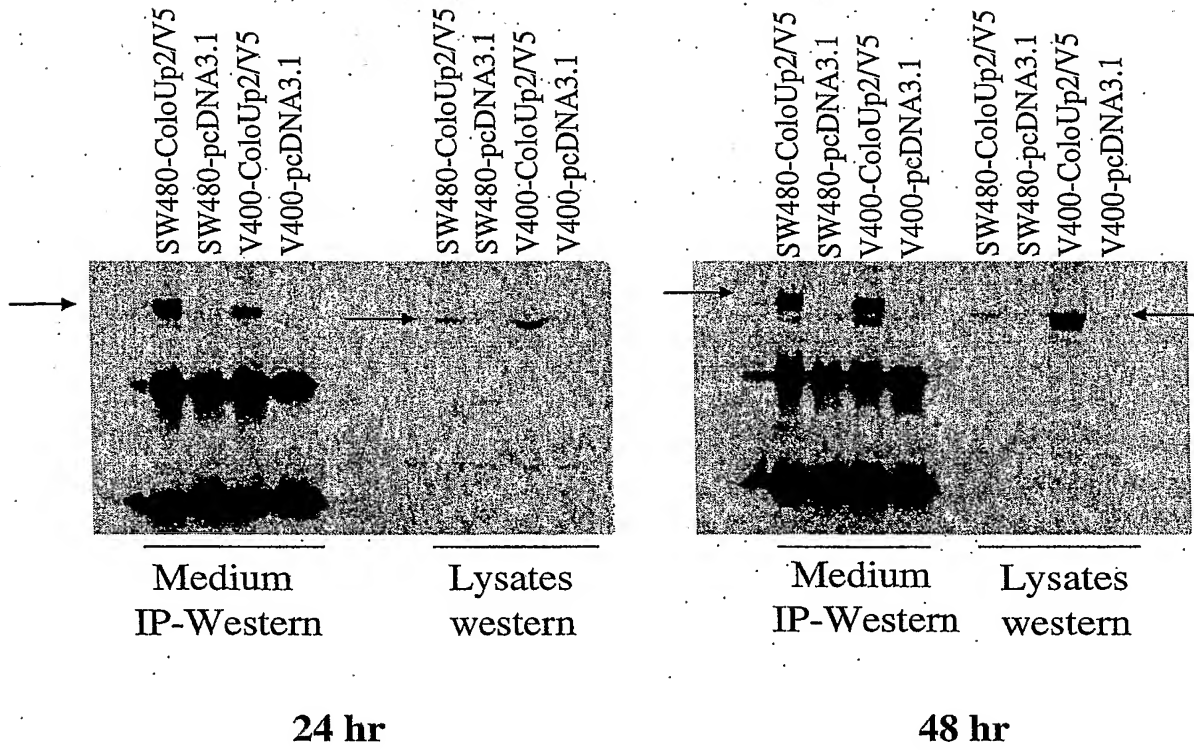 SW480-ColoUp2/V5
SW480-pcDNA3.1
V400-ColoUp2/V5
V400-pcDNA3.1
SW480-ColoUp2/V5
SW480-pcDNA3.1
V400-ColoUp2/V5
V400-pcDNA3.1
SW480-ColoUp2/V5
SW480-pcDNA3.1
V400-ColoUp2/V5
V400-pcDNA3.1
SW480-ColoUp2/V5
SW480-pcDNA3.1
V400-ColoUp2/V5
V400-pcDNA3.1
Medium
IP-Western
Lysates
western
Medium
IP-Western
Lysates
western
24 hr
48 hr